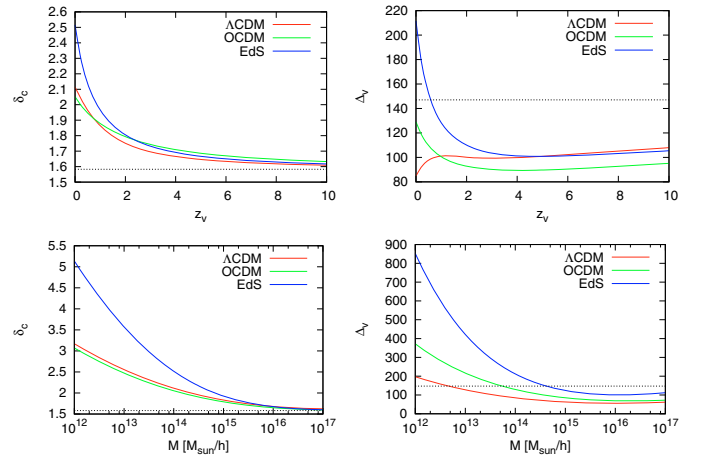 2.6
2.5
2.4
2.3
2.2
2.1
2
1.9
1.8
1.7
1.6
1.5
δc
0 2 4 6 8 10
zv
ΛCDM
OCDM
EdS
220
200
180
160
140
120
100
80
Δv
0 2 4 6 8 10
zv
ΛCDM
OCDM
EdS
5.5
5
4.5
4
3.5
3
2.5
2
1.5
δc
10^12 10^13 10^14 10^15 10^16 10^17
M [Msun/h]
ΛCDM
OCDM
EdS
900
800
700
600
500
400
300
200
100
0
Δv
10^12 10^13 10^14 10^15 10^16 10^17
M [Msun/h]
ΛCDM
OCDM
EdS